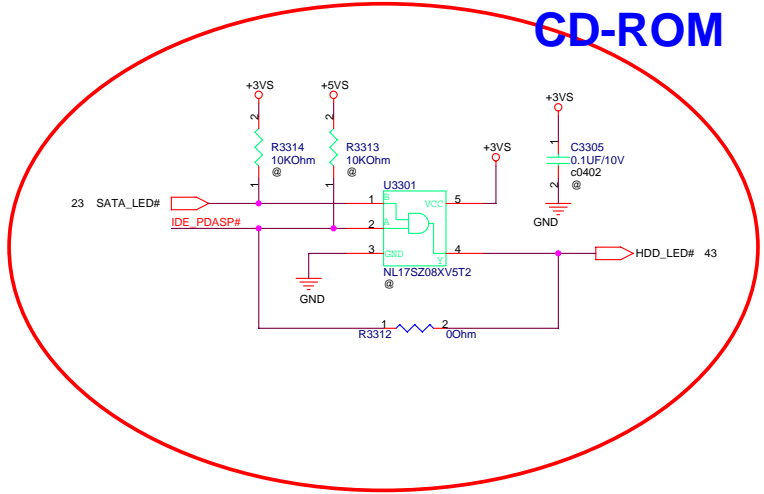 CD-ROM
+3VS
+5VS
+3VS
2
2
R3314
10KOhm
@
R3313
10KOhm
@
+3VS
1
C3305
0.1UF/10V
c0402
@
2
GND
1
1
U3301
23 SATA_LED#
1
B
VCC
5
IDE_PDASP#
2
A
3
GND
Y
4
HDD_LED# 43
NL17SZ08XV5T2
@
GND
1
2
R3312
0Ohm